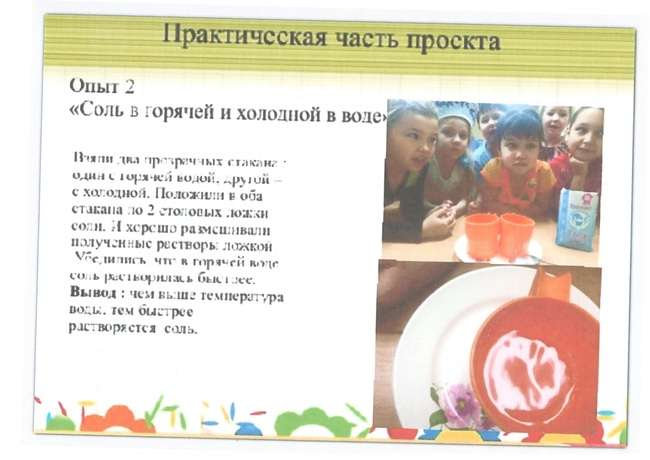 Практическая часть проекта
Опыт 2
«Соль в горячей и холодной в воде»
Взяли два прозрачных стакана :
один с горячей водой, другой –
с холодной. Положили в оба
стакана по 2 столовых ложки
соли. И хорошо размешивали
полученные растворы ложкой
Убедились, что в горячей воде
соль растворилась быстрее.
Вывод : чем выше температура
воды, тем быстрее
растворяется соль.